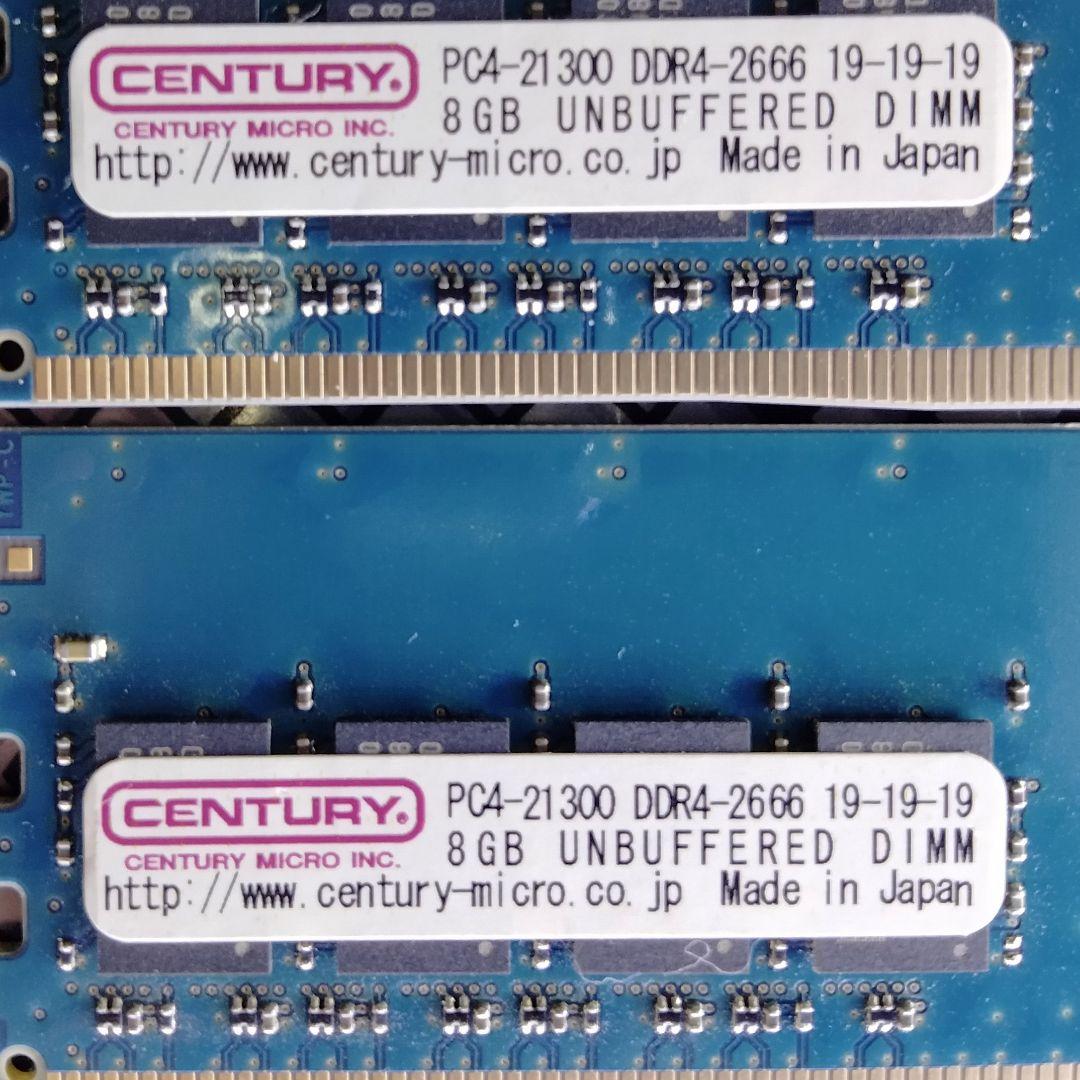 CENTURY.
CENTURY MICRO INC.
PC4-21300 DDR4-2666 19-19-19
8GB UNBUFFERED DIMM
http://www.century-micro.co.jp Made in Japan
CENTURY.
CENTURY MICRO INC.
PC4-21300 DDR4-2666 19-19-19
8GB UNBUFFERED DIMM
http://www.century-micro.co.jp Made in Japan